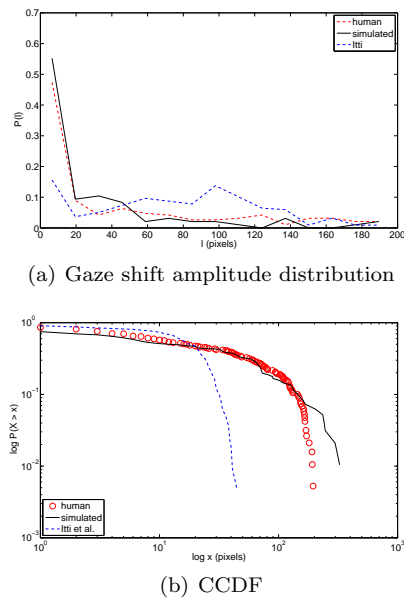 0.7
0.6
0.5
0.4
0.3
0.2
0.1
0
P(l)
human
simulated
Itti
0 20 40 60 80 100 120 140 160 180 200
l (pixels)
(a) Gaze shift amplitude distribution
10^0
10^-1
10^-2
10^-3
log P(X > x)
human
simulated
Itti et al.
10^0 10^1 10^2 10^3
log x (pixels)
(b) CCDF